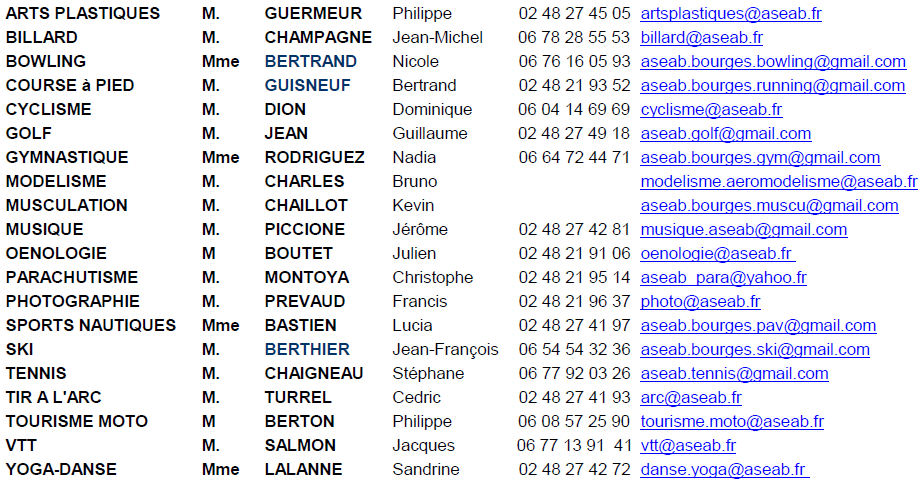 ARTS PLASTIQUES M. GUERMEUR Philippe 02 48 27 45 05 artsplastiques@aseab.fr
BILLARD M. CHAMPAGNE Jean-Michel 06 78 28 55 53 billard@aseab.fr
BOWLING Mme BERTRAND Nicole 06 76 16 05 93 aseab.bourges.bowling@gmail.com
COURSE à PIED M. GUISNEUF Bertrand 02 48 21 93 52 aseab.bourges.running@gmail.com
CYCLISME M. DION Dominique 06 04 14 69 69 cyclisme@aseab.fr
GOLF M. JEAN Guillaume 02 48 27 49 18 aseab.golf@gmail.com
GYMNASTIQUE Mme RODRIGUEZ Nadia 06 64 72 44 71 aseab.bourges.gym@gmail.com
MODELISME M. CHARLES Bruno modelisme.aeromodelisme@aseab.fr
MUSCULATION M. CHAILLOT Kevin aseab.bourges.muscu@gmail.com
MUSIQUE M. PICCIONE Jérôme 02 48 27 42 81 musique.aseab@gmail.com
OENOLOGIE M BOUTET Julien 02 48 21 91 06 oenologie@aseab.fr
PARACHUTISME M. MONTOYA Christophe 02 48 21 95 14 aseab_para@yahoo.fr
PHOTOGRAPHIE M. PREVAUD Francis 02 48 21 96 37 photo@aseab.fr
SPORTS NAUTIQUES Mme BASTIEN Lucia 02 48 27 41 97 aseab.bourges.pav@gmail.com
SKI M. BERTHIER Jean-François 06 54 54 32 36 aseab.bourges.ski@gmail.com
TENNIS M. CHAIGNEAU Stéphane 06 77 92 03 26 aseab.tennis@gmail.com
TIR A L'ARC M. TURREL Cedric 02 48 27 41 93 arc@aseab.fr
TOURISME MOTO M BERTON Philippe 06 08 57 25 90 tourisme.moto@aseab.fr
VTT M. SALMON Jacques 06 77 13 91 41 vtt@aseab.fr
YOGA-DANSE Mme LALANNE Sandrine 02 48 27 42 72 danse.yoga@aseab.fr